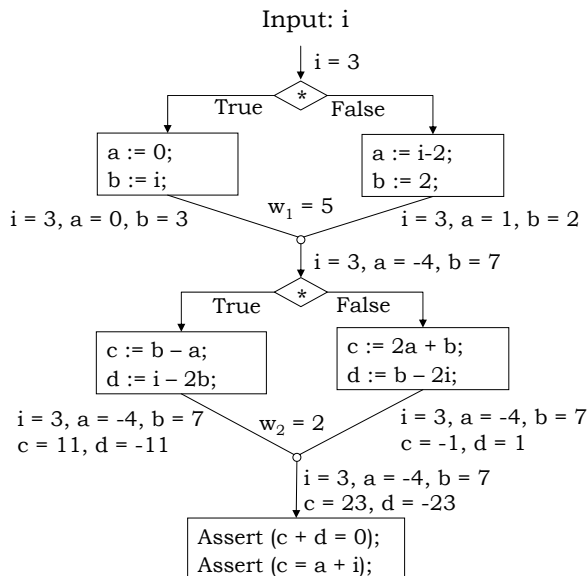 Input: i
i = 3
*
True
False
a := 0;
b := i;
a := i-2;
b := 2;
w₁ = 5
i = 3, a = 0, b = 3
i = 3, a = 1, b = 2
i = 3, a = -4, b = 7
*
True
False
c := b – a;
d := i – 2b;
c := 2a + b;
d := b – 2i;
i = 3, a = -4, b = 7
c = 11, d = -11
w₂ = 2
i = 3, a = -4, b = 7
c = -1, d = 1
i = 3, a = -4, b = 7
c = 23, d = -23
Assert (c + d = 0);
Assert (c = a + i);